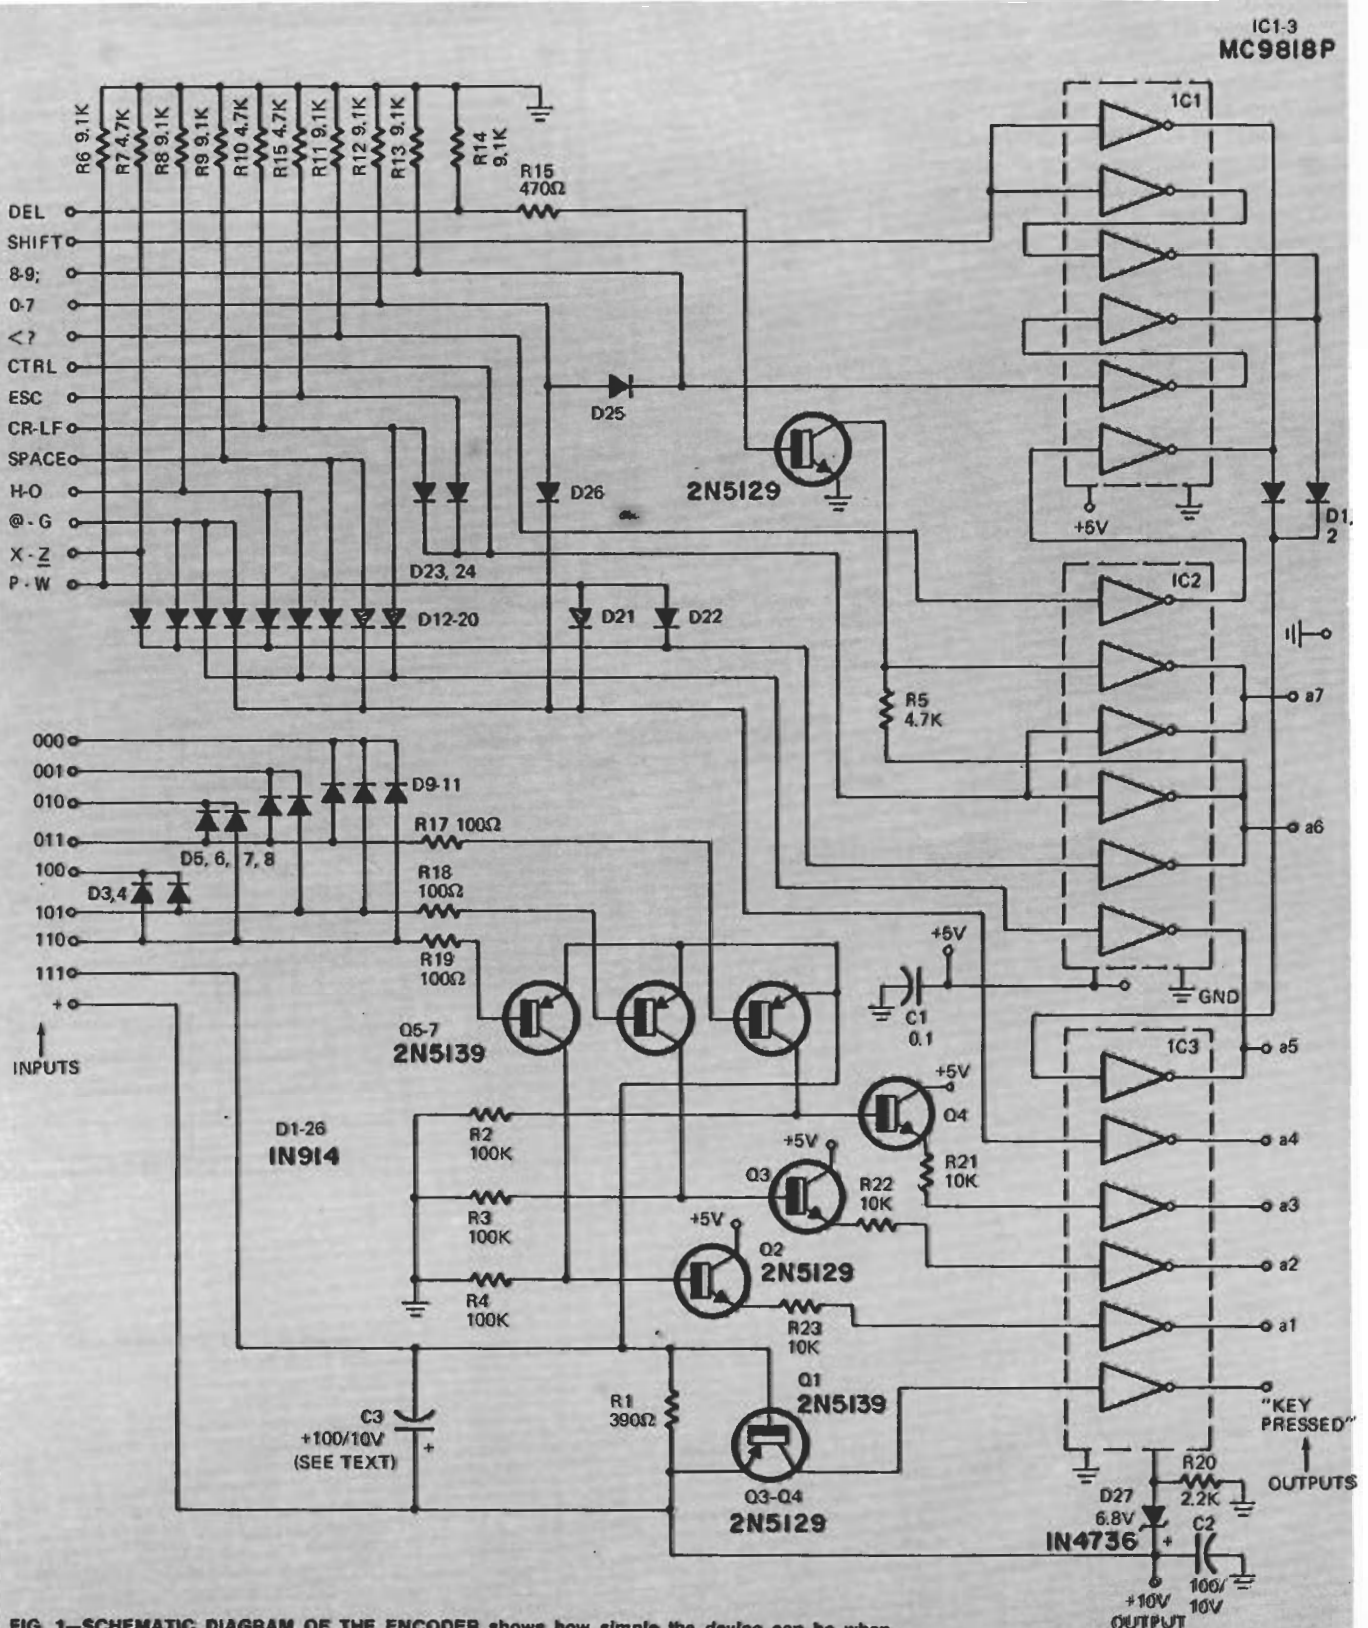 IC1-3
MC9818P
R6 9.1K
R7 4.7K
R8 9.1K
R9 9.1K
R10 4.7K
R15 4.7K
R11 9.1K
R12 9.1K
R13 9.1K
R14
9.1K
R15
470Ω
1C1
DEL
SHIFT
8-9;
0-7
<?
CTRL
ESC
CR-LF
SPACE
H-O
@-G
X-Z
P-W
D25
2N5129
D26
D23, 24
D12-20
D21
D22
+6V
D1,
2
IC2
R5
4.7K
a7
a6
000
001
010
011
100
101
110
111
+
INPUTS
D9-11
R17 100Ω
D5, 6, 7, 8
D3,4
R18
100Ω
R19
100Ω
+5V
C1
0.1
GND
Q5-7
2N5139
1C3
a5
D1-26
1N914
R2
100K
R3
100K
R4
100K
+5V
Q4
+5V
Q3
R22
10K
R21
10K
+5V
Q2
2N5129
R23
10K
a4
a3
a2
a1
R1
390Ω
Q1
2N5139
C3
+100/10V
+
(SEE TEXT)
Q3-Q4
2N5129
"KEY
PRESSED"
OUTPUTS
R20
2.2K
D27
6.8V
1N4736
+
C2
100/
10V
+10V
OUTPUT
FIG. 1—SCHEMATIC DIAGRAM OF THE ENCODER shows how simple the device can be when